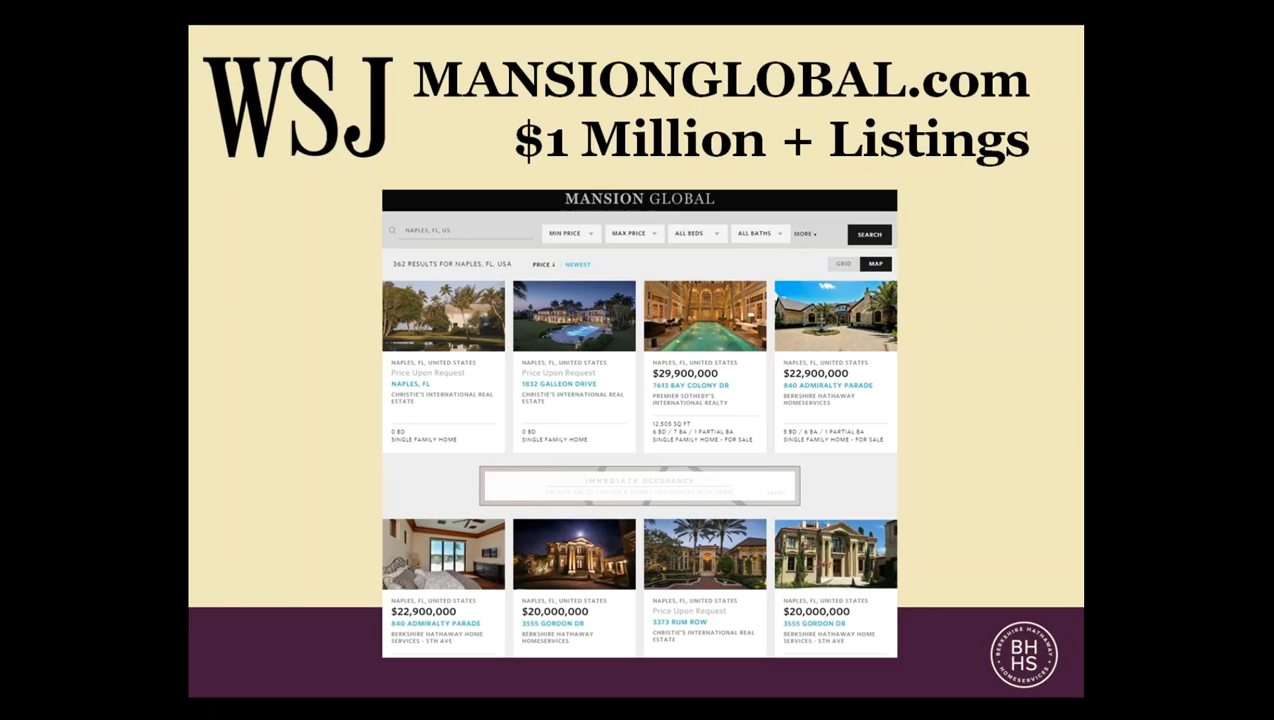 WSJ
MANSIONGLOBAL.com
$1 Million + Listings
MANSION GLOBAL
NAPLES, FL, US
MIN PRICE
MAX PRICE
ALL BEDS
ALL BATHS
MORE
SEARCH
362 RESULTS FOR NAPLES, FL, USA
PRICE
NEWEST
GRID
MAP
NAPLES, FL, UNITED STATES
Price Upon Request
NAPLES, FL
CHRISTIE'S INTERNATIONAL REAL
ESTATE
0 BD
SINGLE FAMILY HOME
NAPLES, FL, UNITED STATES
Price Upon Request
1832 GALLEON DRIVE
CHRISTIE'S INTERNATIONAL REAL
ESTATE
0 BD
SINGLE FAMILY HOME
NAPLES, FL, UNITED STATES
$29,900,000
7613 BAY COLONY DR
PREMIER SOTHEBY'S
INTERNATIONAL REALTY
12,505 SQ FT
6 BD / 7 BA / 1 PARTIAL BA
SINGLE FAMILY HOME - FOR SALE
NAPLES, FL, UNITED STATES
$22,900,000
840 ADMIRALTY PARADE
BERKSHIRE HATHAWAY
HOMESERVICES
5 BD / 6 BA / 1 PARTIAL BA
SINGLE FAMILY HOME - FOR SALE
IMMEDIATE OCCUPANCY
NAPLES, FL, UNITED STATES
$22,900,000
840 ADMIRALTY PARADE
BERKSHIRE HATHAWAY HOME
SERVICES - 5TH AVE
NAPLES, FL, UNITED STATES
$20,000,000
3555 GORDON DR
BERKSHIRE HATHAWAY
HOMESERVICES
NAPLES, FL, UNITED STATES
Price Upon Request
3373 RUM ROW
CHRISTIE'S INTERNATIONAL REAL
ESTATE
NAPLES, FL, UNITED STATES
$20,000,000
3555 GORDON DR
BERKSHIRE HATHAWAY
HOMESERVICES
BERKSHIRE HATHAWAY
BH
HS
HOMESERVICES